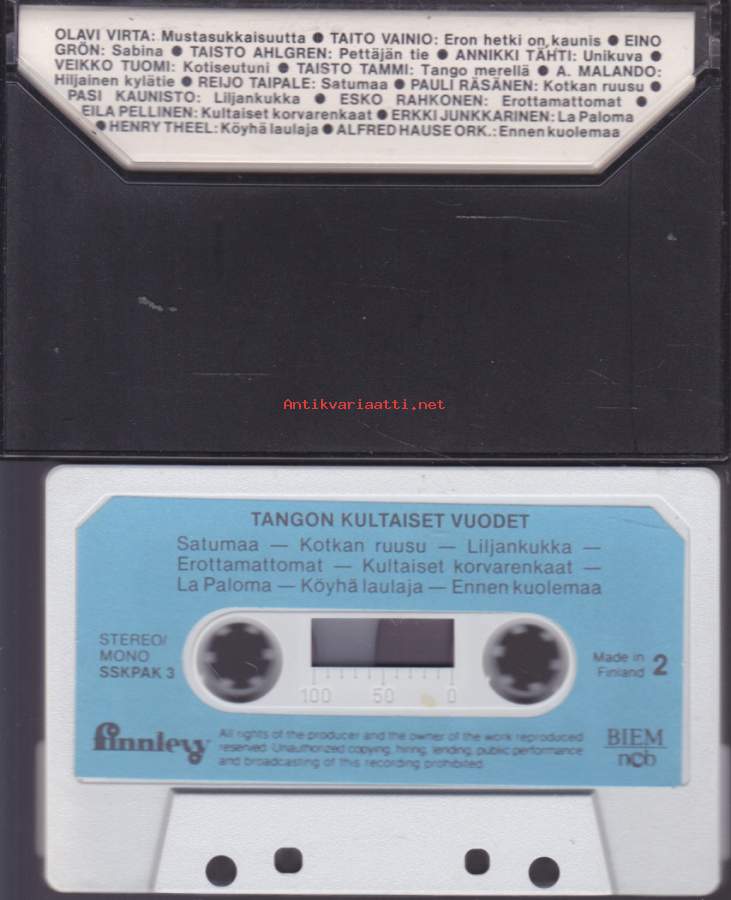 OLAVI VIRTA: Mustasukkaisuutta ● TAITO VAINIO: Eron hetki on kaunis ● EINO
GRÖN: Sabina ● TAISTO AHLGREN: Pettäjän tie ● ANNIKKI TÄHTI: Unikuva ●
VEIKKO TUOMI: Kotiseutuni ● TAISTO TAMMI: Tango merellä ● A. MALANDO:
Hiljainen kylätie ● REIJO TAIPALE: Satumaa ● PAULI RÄSÄNEN: Kotkan ruusu ●
PASI KAUNISTO: Liljankukka ● ESKO RAHKONEN: Erottamattomat ●
EILA PELLINEN: Kultaiset korvarenkaat ● ERKKI JUNKKARINEN: La Paloma
● HENRY THEEL: Köyhä laulaja ● ALFRED HAUSE ORK.: Ennen kuolemaa
Antikvariaatti.net
TANGON KULTAISET VUODET
Satumaa — Kotkan ruusu — Liljankukka —
Erottamattomat — Kultaiset korvarenkaat —
La Paloma — Köyhä laulaja — Ennen kuolemaa
STEREO/
MONO
SSKPAK 3
100 50 0
Made in
Finland 2
finnlevy
All rights of the producer and the owner of the work reproduced
reserved. Unauthorized copying, hiring, lending, public performance
and broadcasting of this recording prohibited.
BIEM
ncb